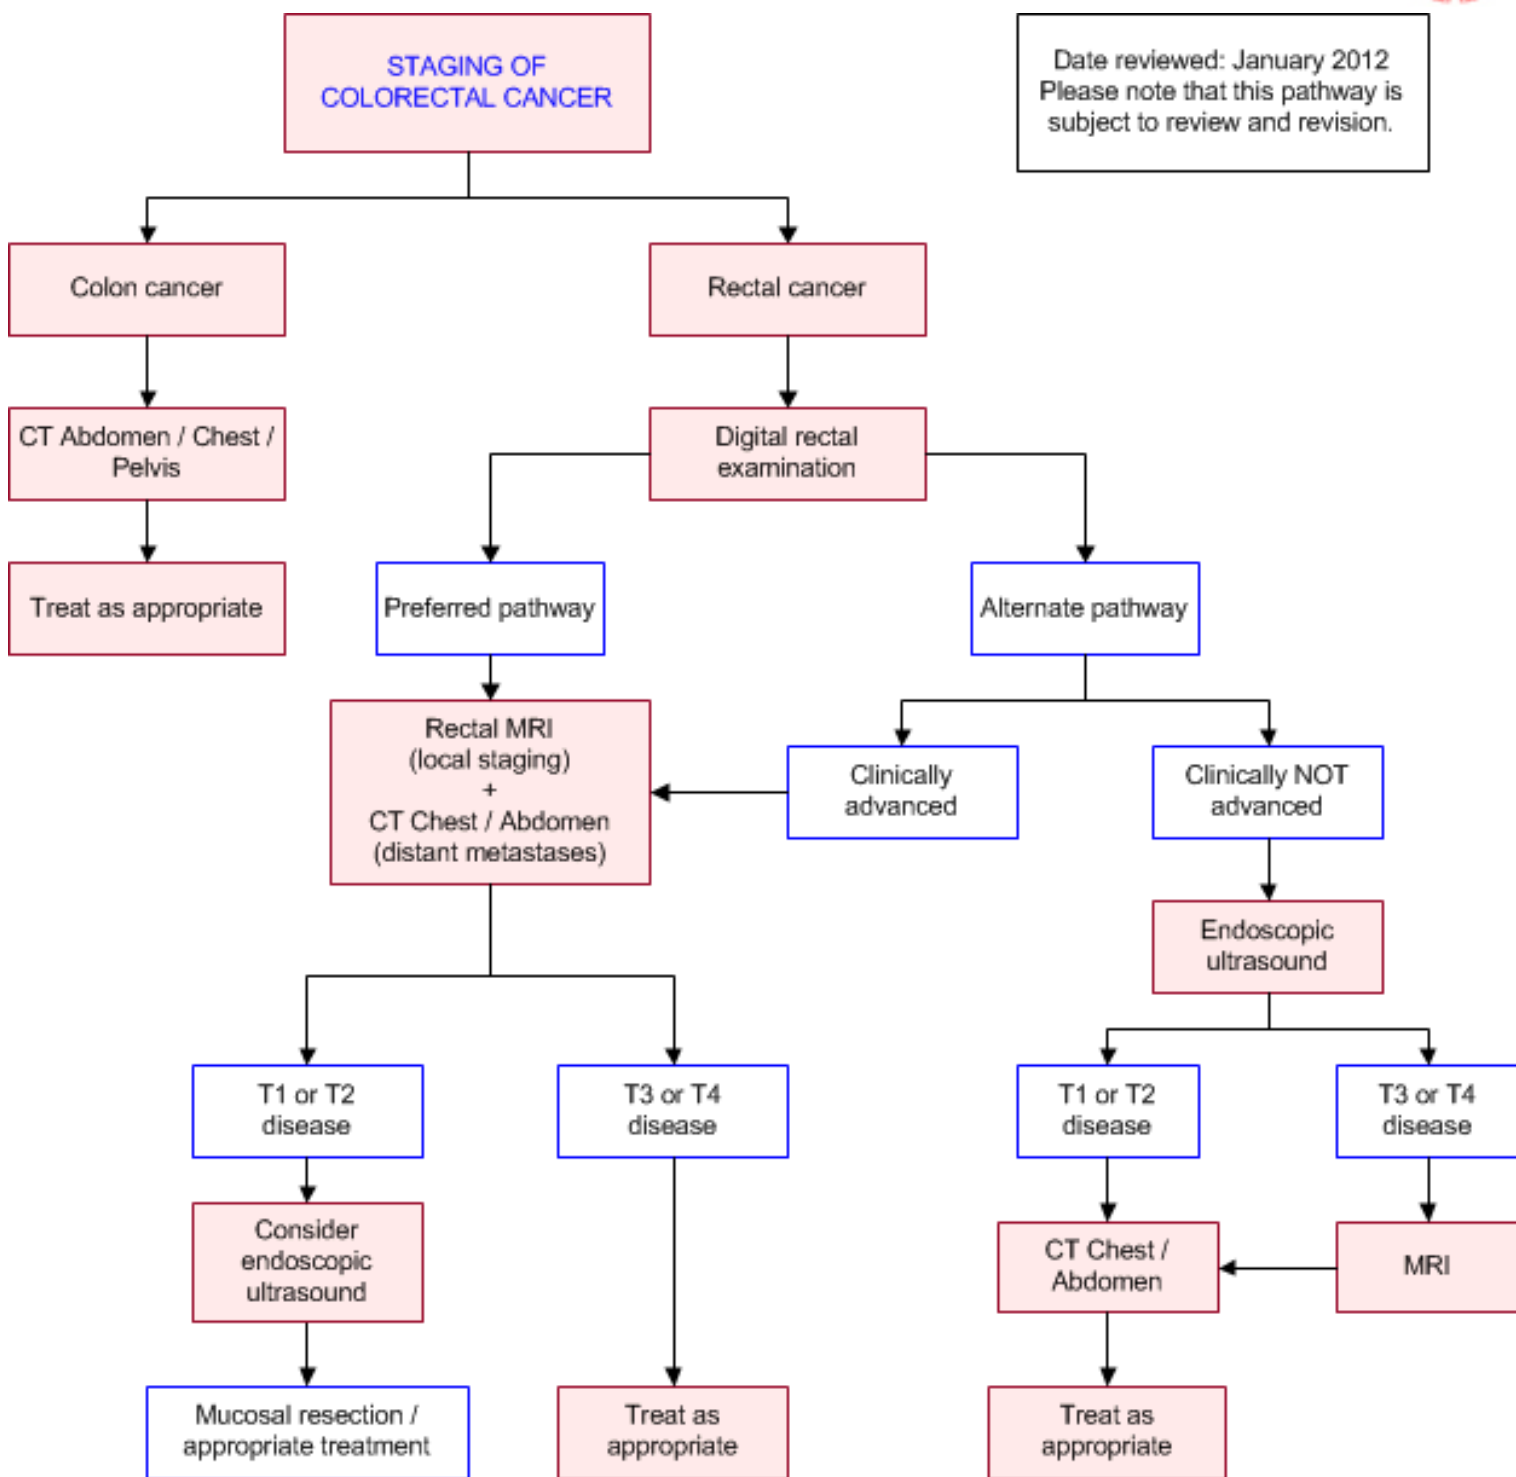 STAGING OF
COLORECTAL CANCER
Date reviewed: January 2012
Please note that this pathway is
subject to review and revision.
Colon cancer
Rectal cancer
CT Abdomen / Chest /
Pelvis
Digital rectal
examination
Treat as appropriate
Preferred pathway
Alternate pathway
Rectal MRI
(local staging)
+
CT Chest / Abdomen
(distant metastases)
Clinically
advanced
Clinically NOT
advanced
Endoscopic
ultrasound
T1 or T2
disease
T3 or T4
disease
T1 or T2
disease
T3 or T4
disease
Consider
endoscopic
ultrasound
CT Chest /
Abdomen
MRI
Mucosal resection /
appropriate treatment
Treat as
appropriate
Treat as
appropriate